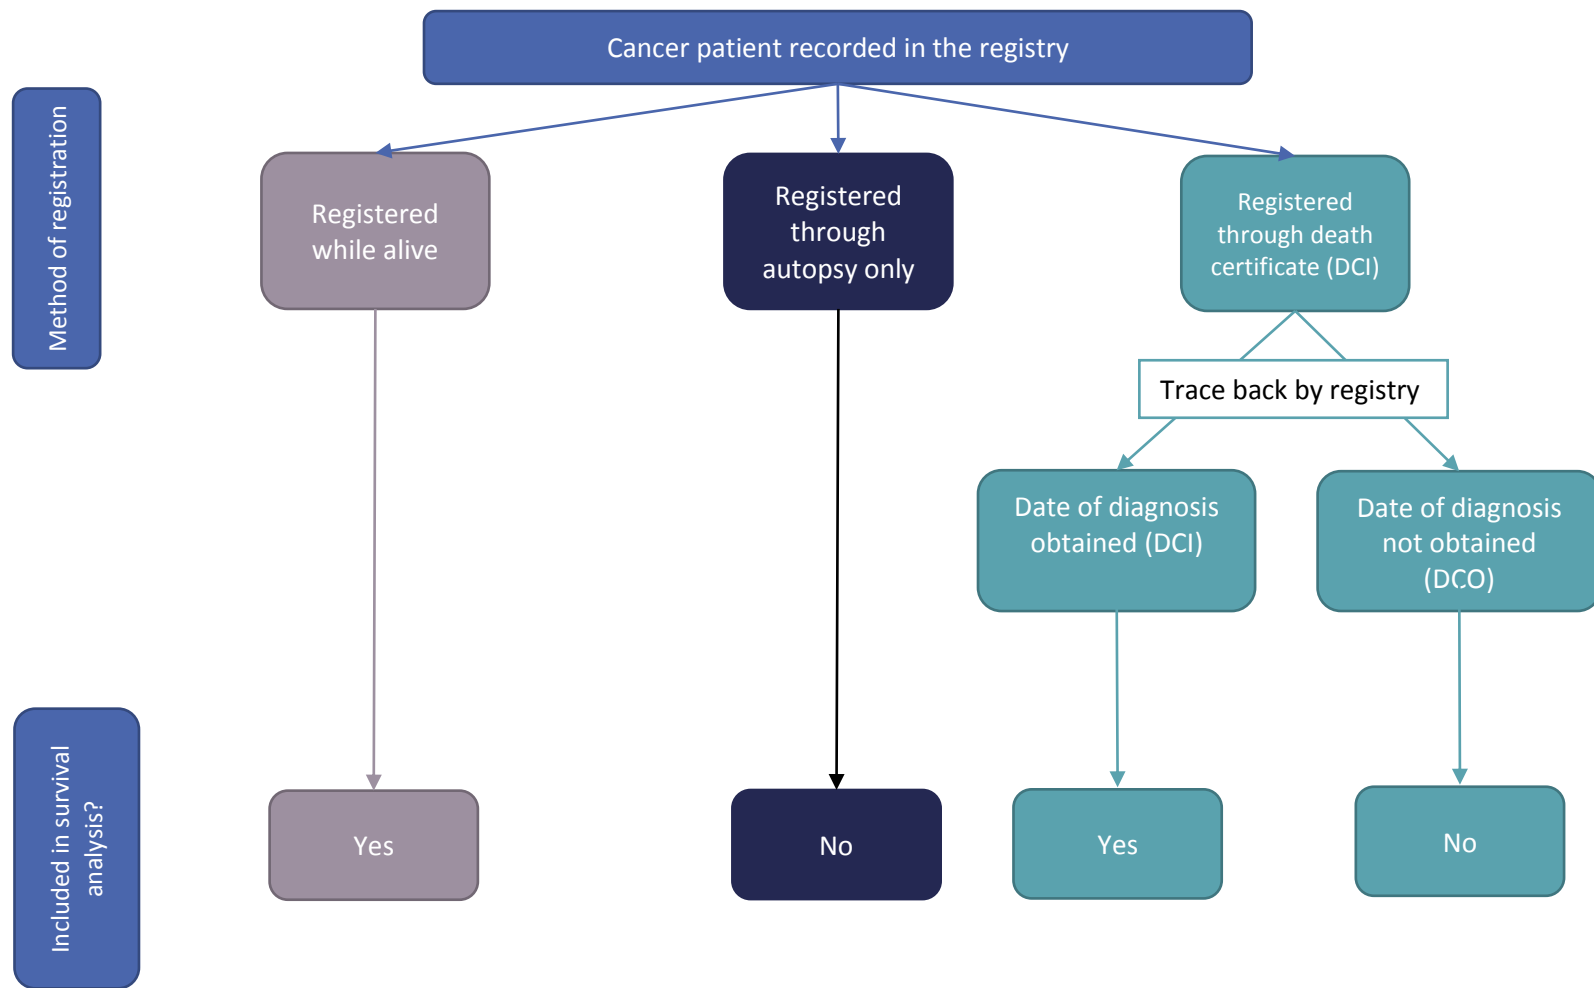 Cancer patient recorded in the registry
Method of registration
Registered
while alive
Registered
through
autopsy only
Registered
through death
certificate (DCI)
Trace back by registry
Date of diagnosis
obtained (DCI)
Date of diagnosis
not obtained
(DCO)
Included in survival
analysis?
Yes
No
Yes
No